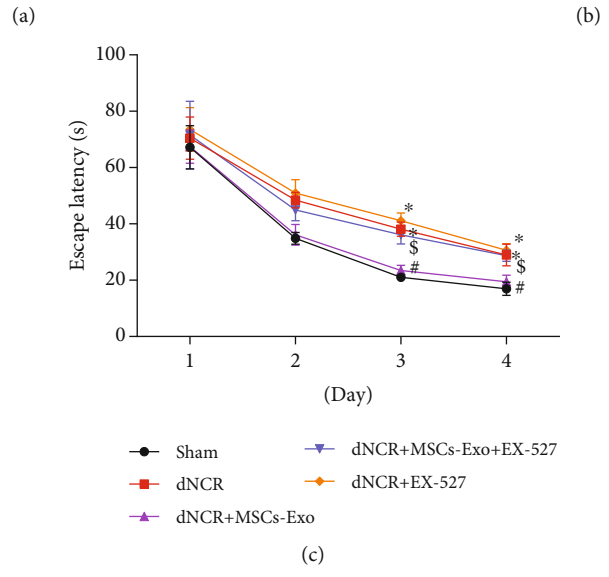 (a) (b)
100
80
60
40
20
0
Escape latency (s)
*
*
$
#
*
*
$
#
1 2 3 4
(Day)
Sham dNCR+MSCs-Exo+EX-527
dNCR dNCR+EX-527
dNCR+MSCs-Exo
(c)